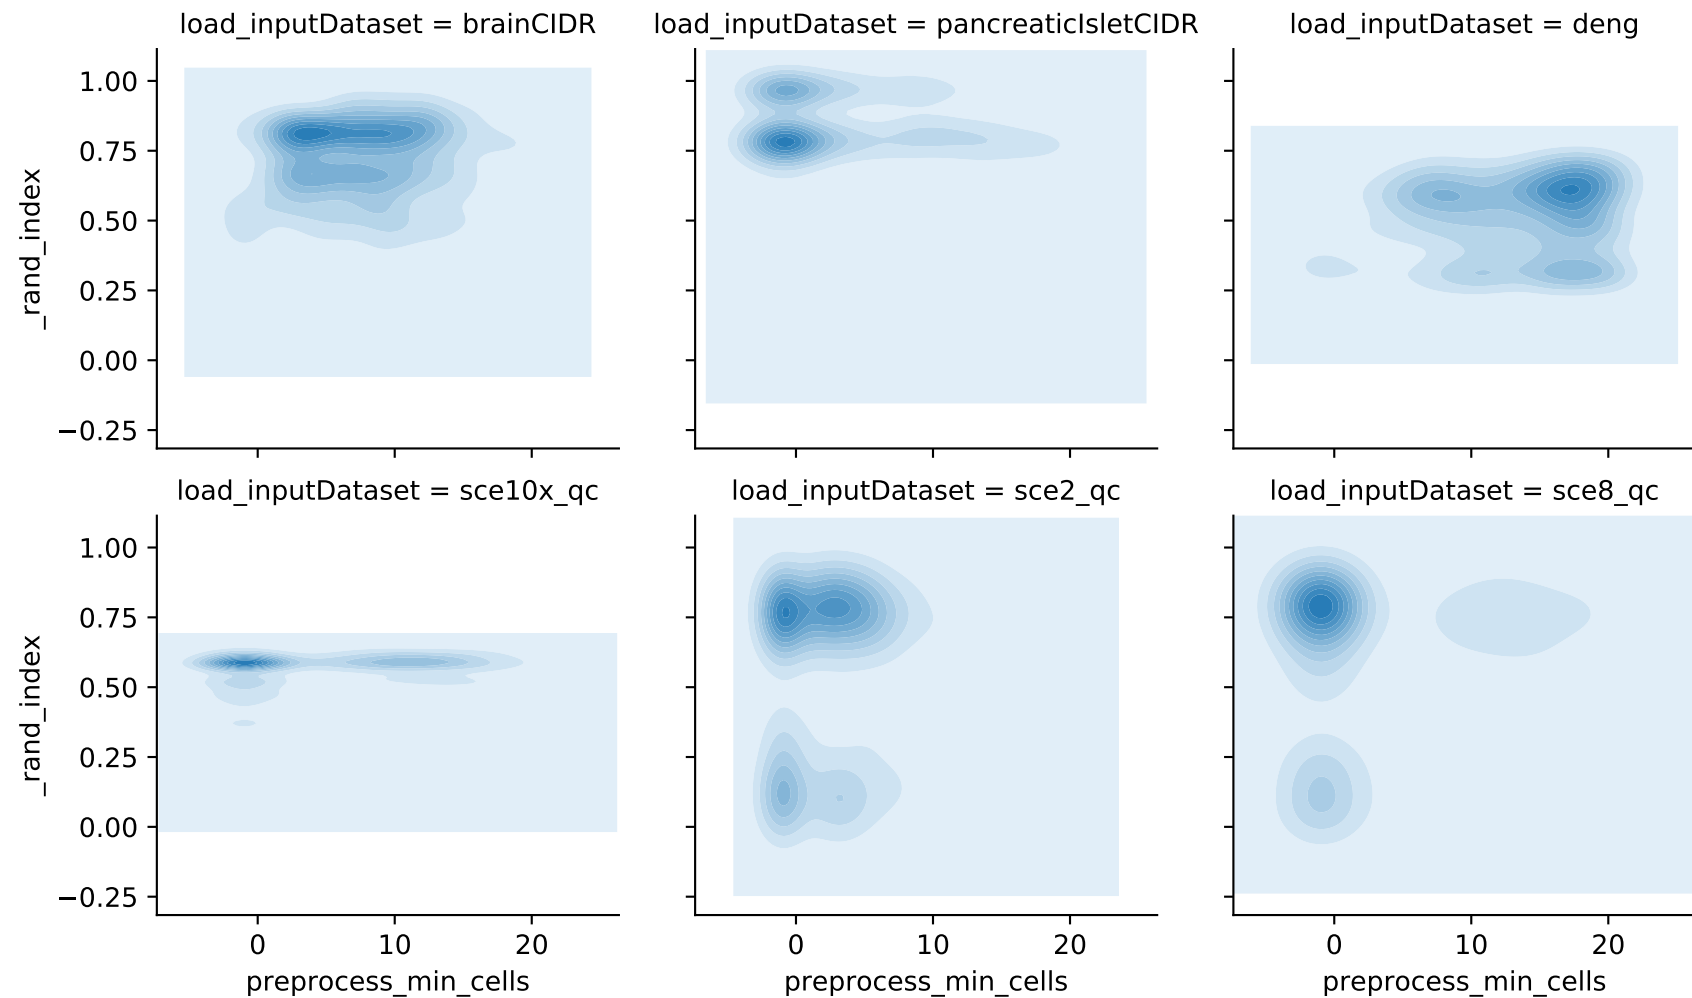 load_inputDataset = brainCIDR
load_inputDataset = pancreaticIsletCIDR
load_inputDataset = deng
1.00
0.75
0.50
0.25
0.00
−0.25
_rand_index
load_inputDataset = sce10x_qc
load_inputDataset = sce2_qc
load_inputDataset = sce8_qc
1.00
0.75
0.50
0.25
0.00
−0.25
_rand_index
0 10 20
0 10 20
0 10 20
preprocess_min_cells
preprocess_min_cells
preprocess_min_cells